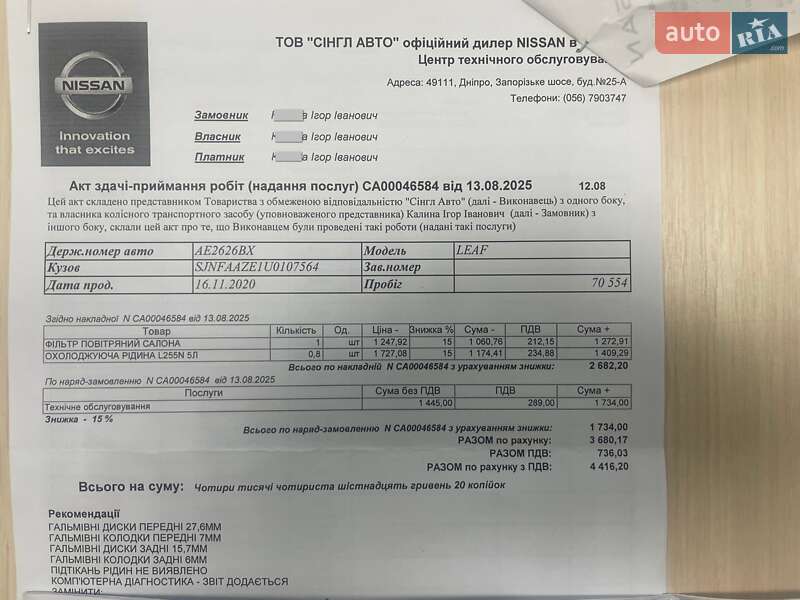 auto RIA .com
ТОВ "СІНГЛ АВТО" офіційний дилер NISSAN в
Центр технічного обслуговув
NISSAN
Innovation
that excites
Адреса: 49111, Дніпро, Запорізьке шосе, буд.№25-А
Телефони: (056) 7903747
Замовник Ігор Іванович
Власник Ігор Іванович
Платник Ігор Іванович
Акт здачі-приймання робіт (надання послуг) СА00046584 від 13.08.2025 12.08
Цей акт складено представником Товариства з обмеженою відповідальністю "Сінгл Авто" (далі - Виконавець) з одного боку,
та власника колісного транспортного засобу (уповноваженого представника) Калина Ігор Іванович (далі - Замовник) з
іншого боку, склали цей акт про те, що Виконавцем були проведені такі роботи (надані такі послуги)
Держ.номер авто AE2626BX Модель LEAF
Кузов SJNFAAZE1U0107564 Зав.номер
Дата прод. 16.11.2020 Пробіг 70 554
Згідно накладної N СА00046584 від 13.08.2025
Товар Кількість Од. Ціна - Знижка % Сума - ПДВ Сума +
ФІЛЬТР ПОВІТРЯНИЙ САЛОНА 1 шт 1 247,92 15 1 060,76 212,15 1 272,91
ОХОЛОДЖУЮЧА РІДИНА L255N 5Л 0,8 шт 1 727,08 15 1 174,41 234,88 1 409,29
Всього по накладній N СА00046584 з урахуванням знижки: 2 682,20
По наряд-замовленню N СА00046584 від 13.08.2025
Послуги Сума без ПДВ ПДВ Сума +
Технічне обслуговування 1 445,00 289,00 1 734,00
Знижка - 15 %
Всього по наряд-замовленню N СА00046584 з урахуванням знижки: 1 734,00
РАЗОМ по рахунку: 3 680,17
РАЗОМ ПДВ: 736,03
РАЗОМ по рахунку з ПДВ: 4 416,20
Всього на суму: Чотири тисячі чотириста шістнадцять гривень 20 копійок
Рекомендації
ГАЛЬМІВНІ ДИСКИ ПЕРЕДНІ 27,6ММ
ГАЛЬМІВНІ КОЛОДКИ ПЕРЕДНІ 7ММ
ГАЛЬМІВНІ ДИСКИ ЗАДНІ 15,7ММ
ГАЛЬМІВНІ КОЛОДКИ ЗАДНІ 6ММ
ПІДТІКАНЬ РІДИН НЕ ВИЯВЛЕНО
КОМП'ЮТЕРНА ДІАГНОСТИКА - ЗВІТ ДОДАЄТЬСЯ
ЗАМІНИТИ: